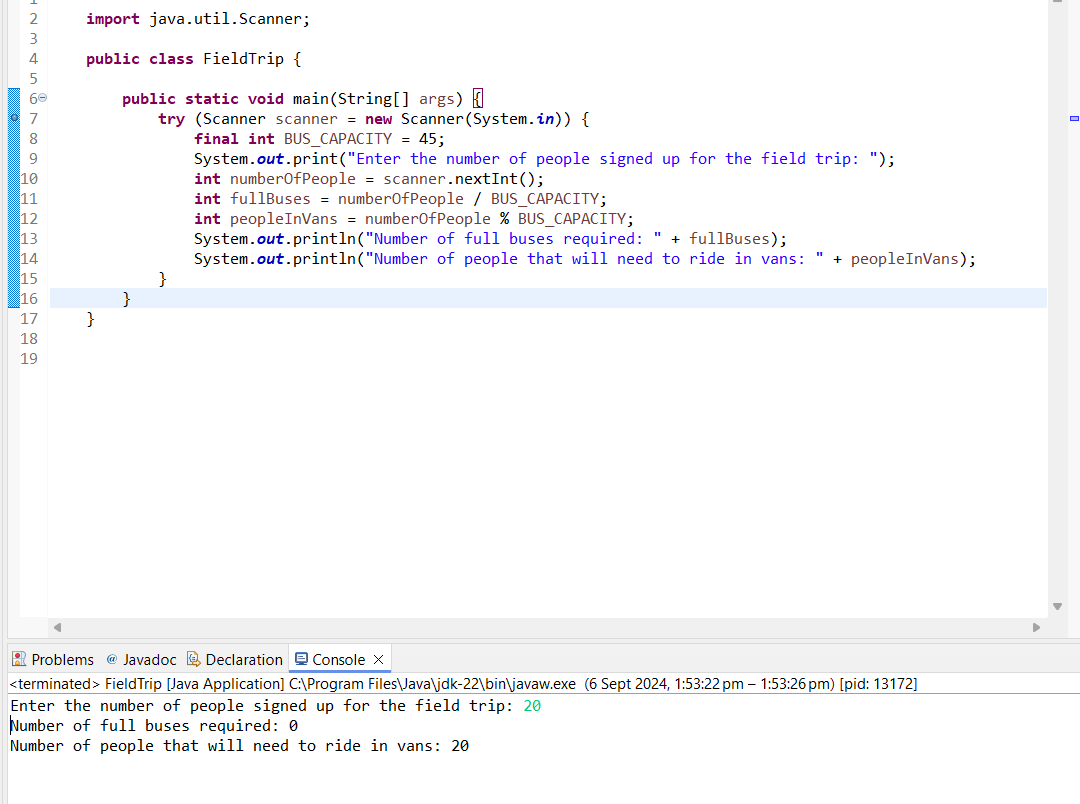 1
2 import java.util.Scanner;
3
4 public class FieldTrip {
5
6 public static void main(String[] args) {
7 try (Scanner scanner = new Scanner(System.in)) {
8 final int BUS_CAPACITY = 45;
9 System.out.print("Enter the number of people signed up for the field trip: ");
10 int numberOfPeople = scanner.nextInt();
11 int fullBuses = numberOfPeople / BUS_CAPACITY;
12 int peopleInVans = numberOfPeople % BUS_CAPACITY;
13 System.out.println("Number of full buses required: " + fullBuses);
14 System.out.println("Number of people that will need to ride in vans: " + peopleInVans);
15 }
16 }
17 }
18
19
Problems @ Javadoc Declaration Console
<terminated> FieldTrip [Java Application] C:\Program Files\Java\jdk-22\bin\javaw.exe (6 Sept 2024, 1:53:22 pm – 1:53:26 pm) [pid: 13172]
Enter the number of people signed up for the field trip: 20
Number of full buses required: 0
Number of people that will need to ride in vans: 20